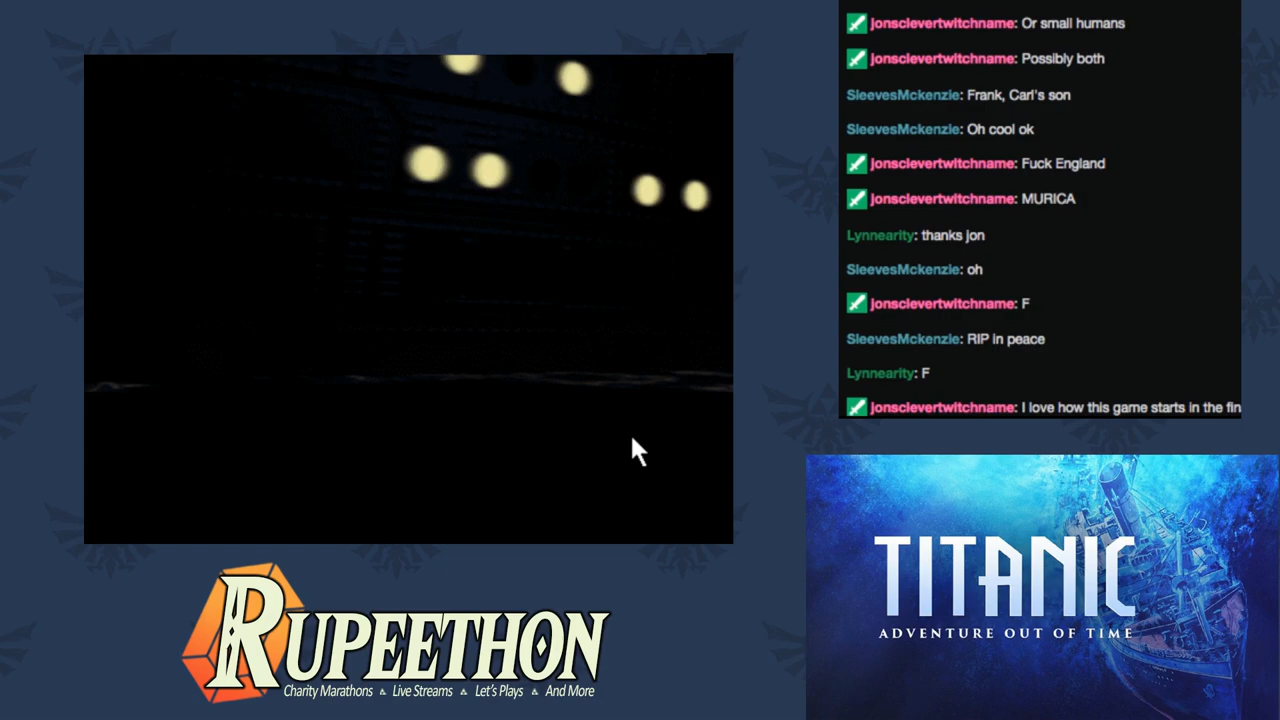 jonsclevertwitchname: Or small humans
jonsclevertwitchname: Possibly both
SleevesMckenzie: Frank, Carl's son
SleevesMckenzie: Oh cool ok
jonsclevertwitchname: Fuck England
jonsclevertwitchname: MURICA
Lynnearity: thanks jon
SleevesMckenzie: oh
jonsclevertwitchname: F
SleevesMckenzie: RIP in peace
Lynnearity: F
jonsclevertwitchname: I love how this game starts in the fin
TITANIC
ADVENTURE OUT OF TIME
RUPEETHON
Charity Marathons ▲ Live Streams ▲ Let's Plays ▲ And More